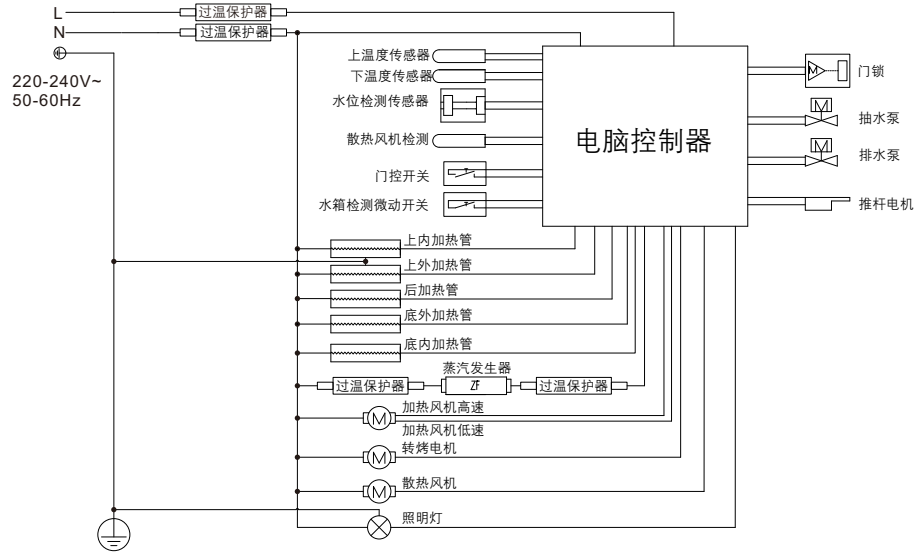 L
过温保护器
N
过温保护器
220-240V~
50-60Hz
上温度传感器
下温度传感器
水位检测传感器
散热风机检测
门控开关
水箱检测微动开关
电脑控制器
M
门锁
M
抽水泵
M
排水泵
推杆电机
上内加热管
上外加热管
后加热管
底外加热管
底内加热管
蒸汽发生器
过温保护器
ZF
过温保护器
加热风机高速
M
加热风机低速
转烤电机
M
散热风机
M
照明灯